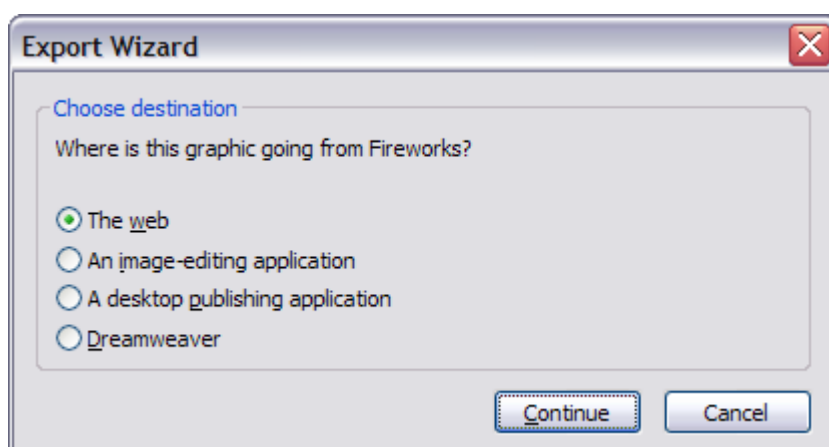 Export Wizard
Choose destination
Where is this graphic going from Fireworks?
The web
An image-editing application
A desktop publishing application
Dreamweaver
Continue Cancel